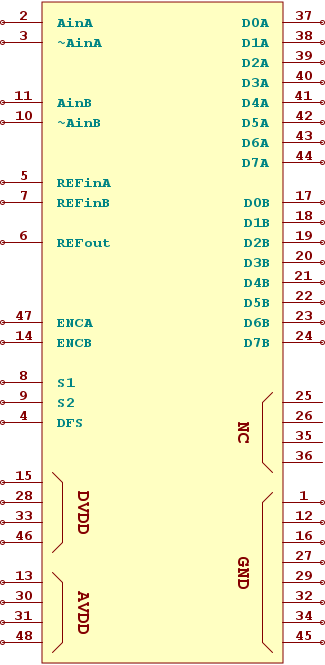 2 AinA D0A 37
3 ~AinA D1A 38
D2A 39
D3A 40
11 AinB D4A 41
10 ~AinB D5A 42
D6A 43
D7A 44
5 REFinA
7 REFinB D0B 17
D1B 18
6 REFout D2B 19
D3B 20
D4B 21
D5B 22
47 ENCA D6B 23
14 ENCB D7B 24
8 S1
9 S2 25
4 DFS 26
NC 35
36
15
28 1
DVDD 12
33 16
46 27
13 GND 29
30 32
AVDD
31 34
48 45